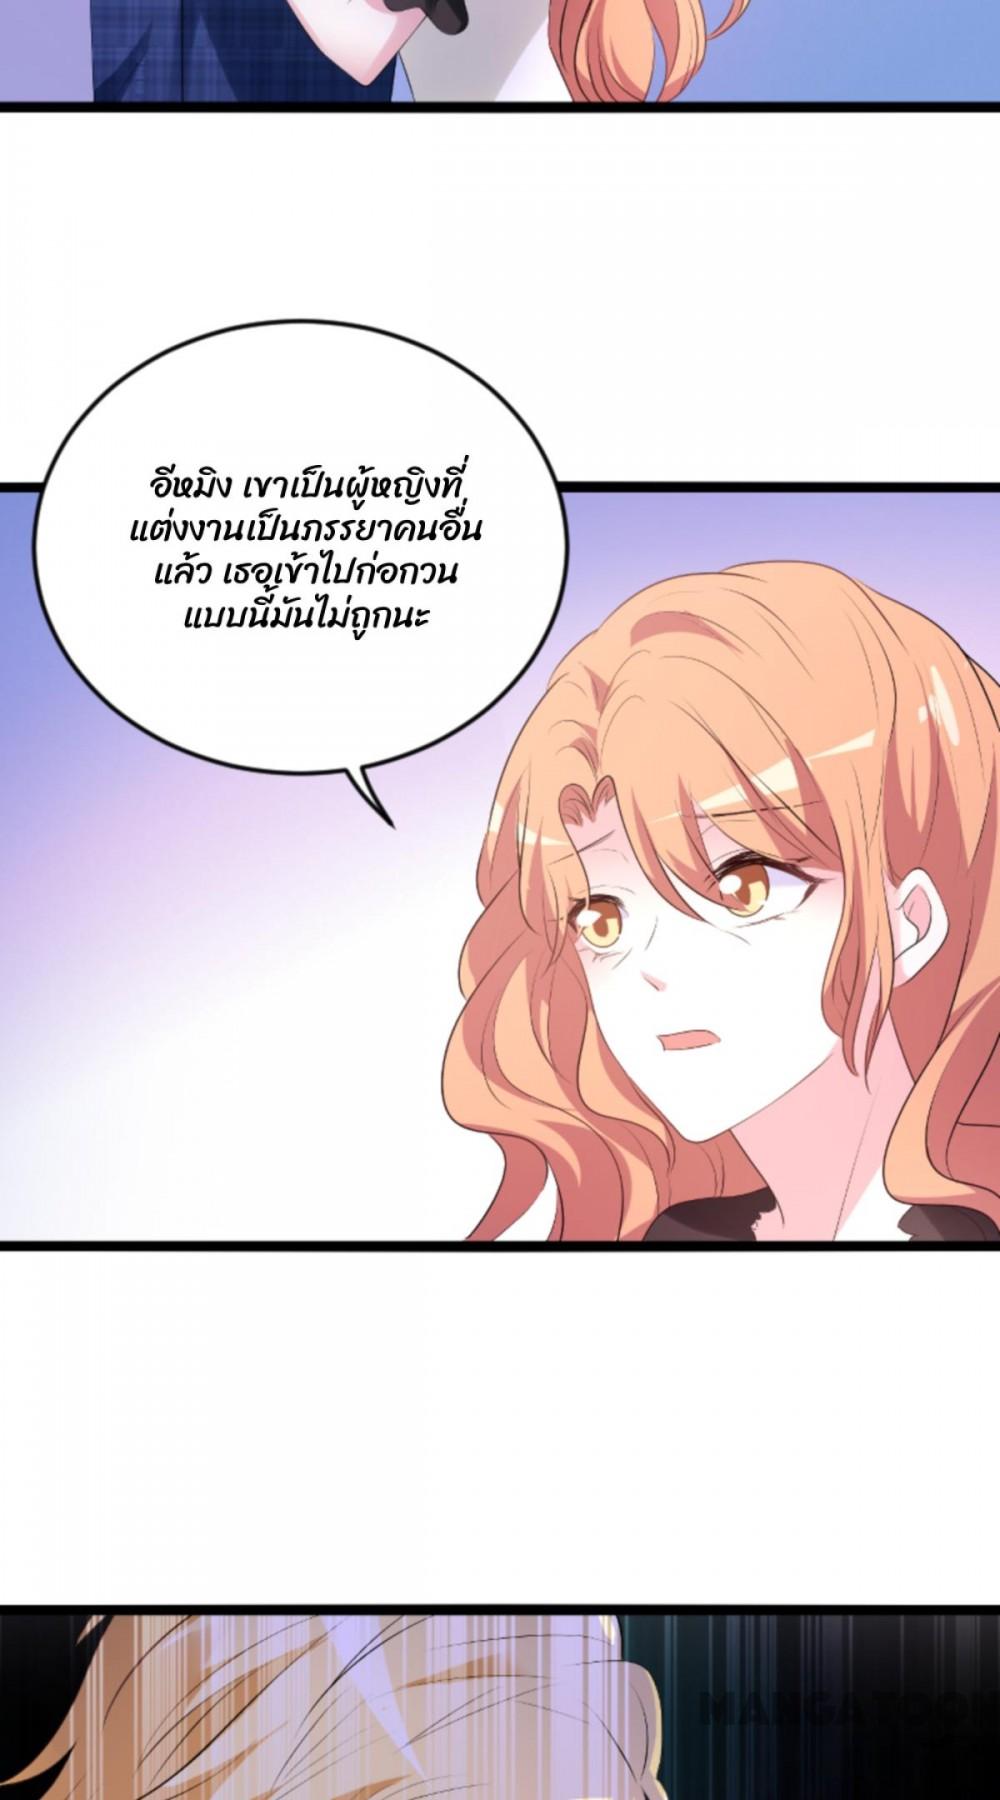 อีหมิง เขาเป็นผู้หญิงที่
แต่งงานเป็นภรรยาคนอื่น
แล้ว เธอเข้าไปก่อกวน
แบบนี้มันไม่ถูกนะ
MANGATOON